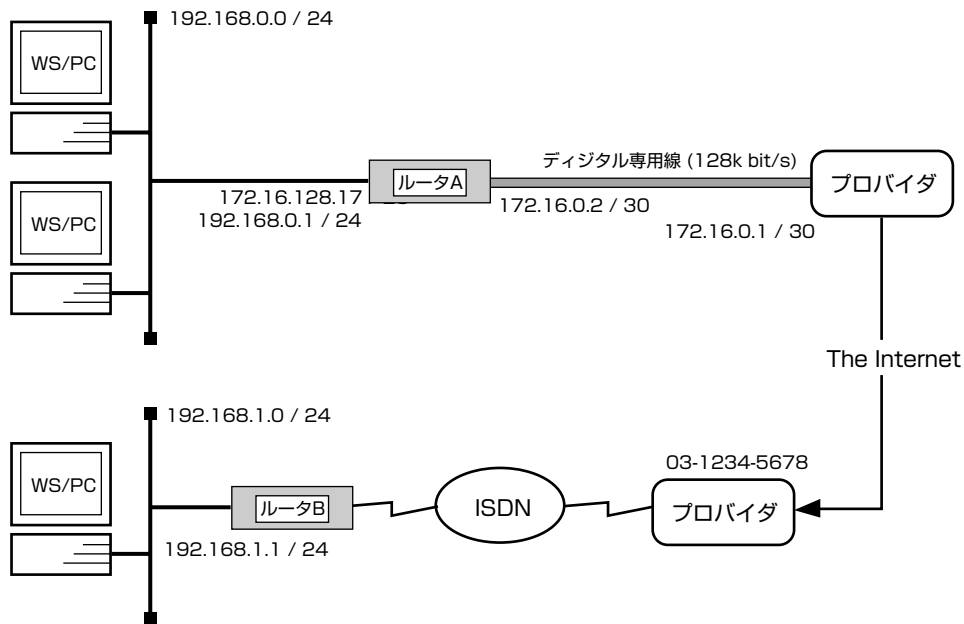 192.168.0.0 / 24
WS/PC
ディジタル専用線 (128k bit/s)
ルータA
プロバイダ
172.16.128.17
192.168.0.1 / 24
172.16.0.2 / 30
172.16.0.1 / 30
WS/PC
The Internet
192.168.1.0 / 24
03-1234-5678
WS/PC
ルータB
ISDN
プロバイダ
192.168.1.1 / 24